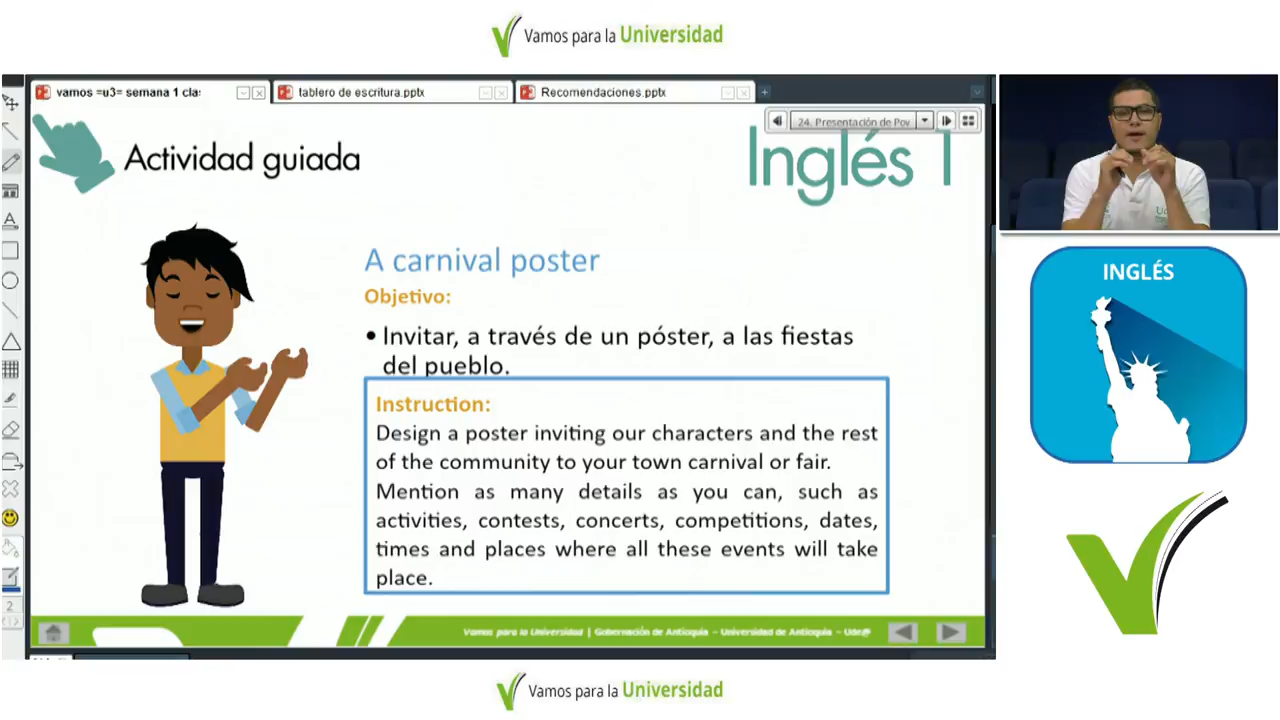 Vamos para la Universidad
vamos =u3= semana 1 cla:
tablero de escritura.pptx
Recomendaciones.pptx
24. Presentación de Pov
Actividad guiada
Inglés 1
A carnival poster
Objetivo:
• Invitar, a través de un póster, a las fiestas
del pueblo.
Instruction:
Design a poster inviting our characters and the rest
of the community to your town carnival or fair.
Mention as many details as you can, such as
activities, contests, concerts, competitions, dates,
times and places where all these events will take
place.
INGLÉS
2
Vamos para la Universidad | Gobernación de Antioquia – Universidad de Antioquia – Ude@
Vamos para la Universidad